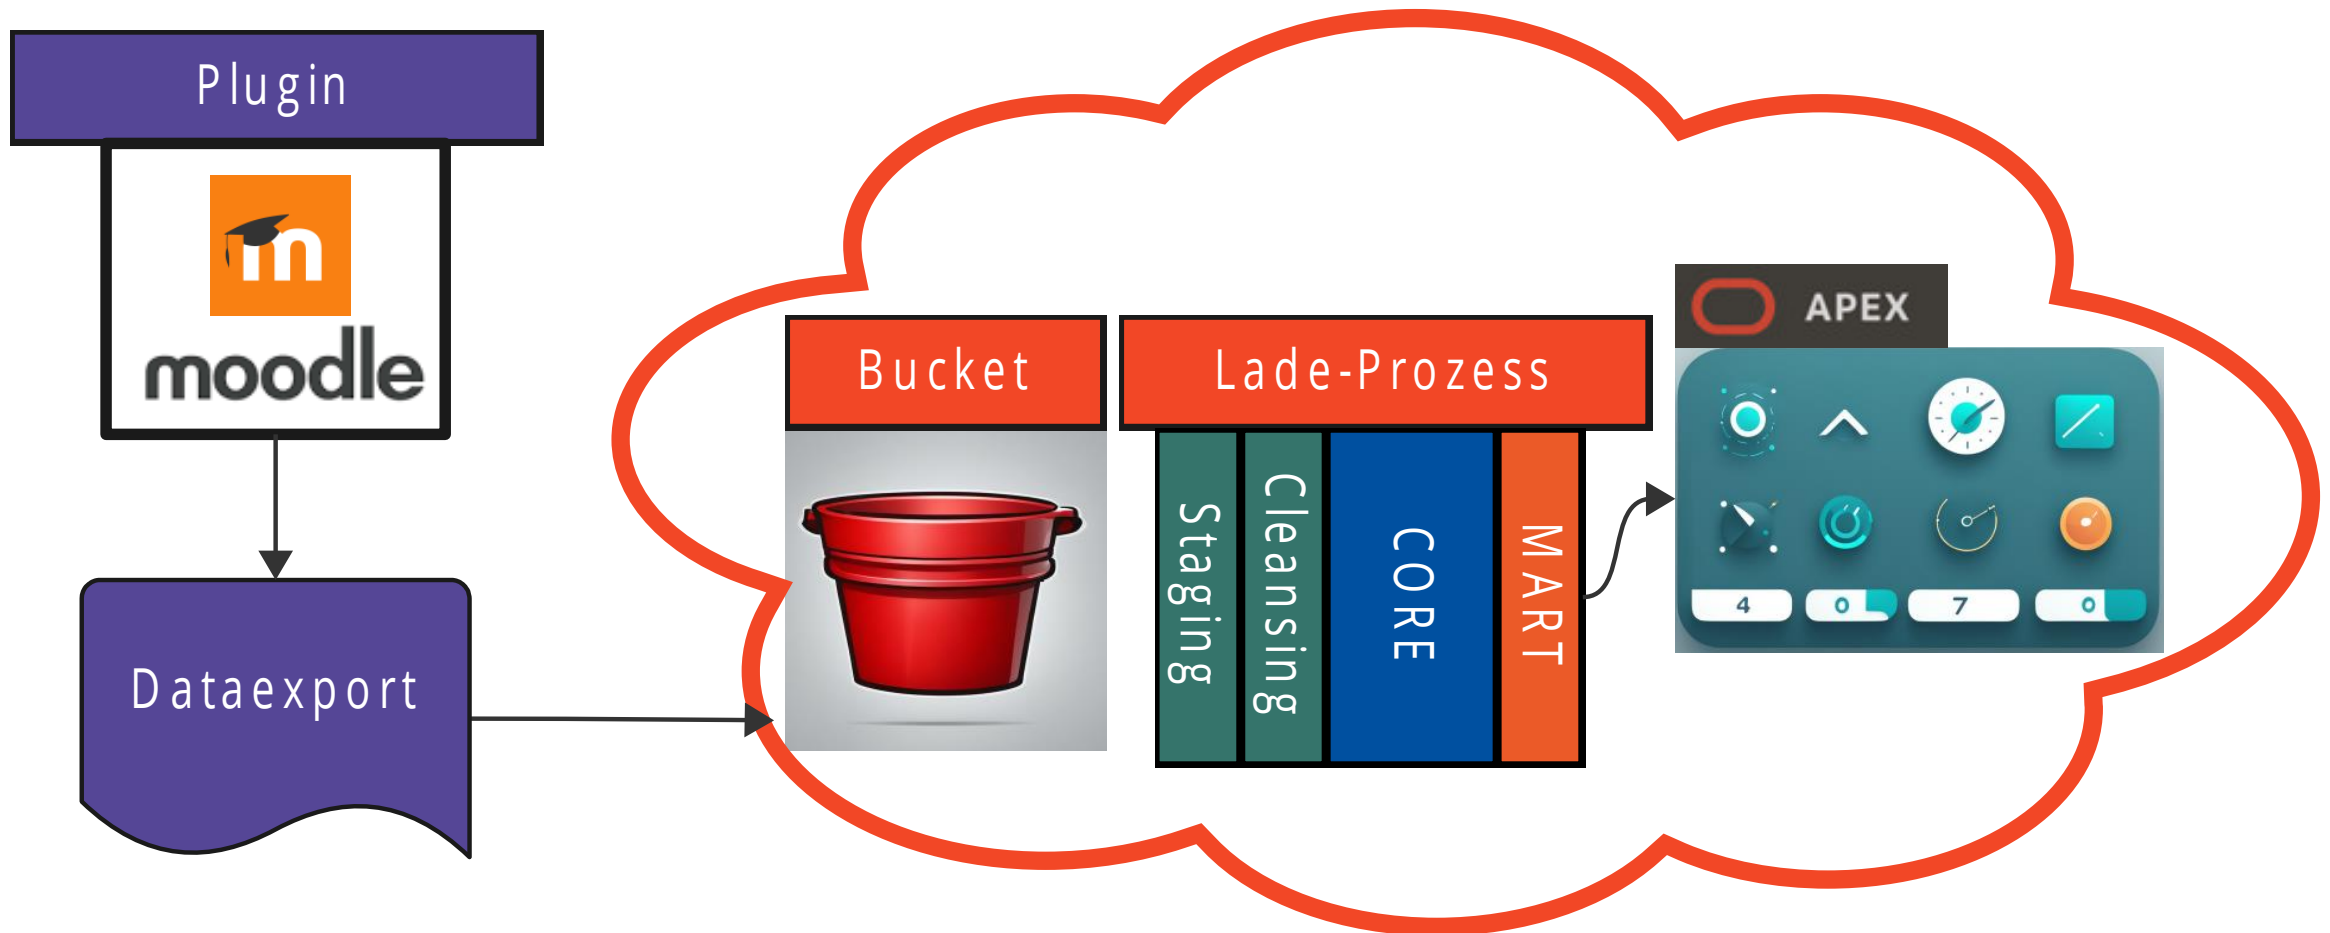 Plugin
m
moodle
Dataexport
Bucket
Lade-Prozess
Staging
Cleansing
CORE
MART
APEX
4 0 7 0